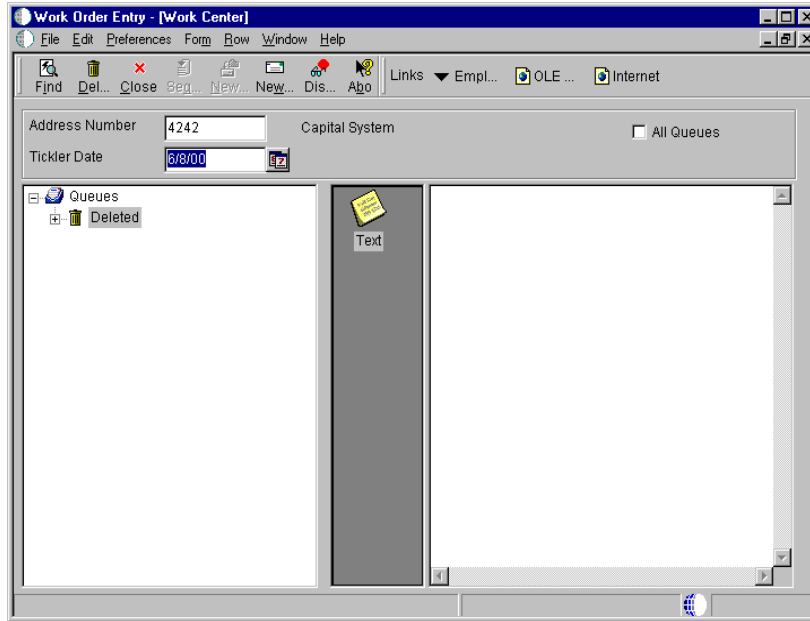 Work Order Entry - [Work Center]
File Edit Preferences Form Row Window Help
Find Del... Close Seq... New... New... Dis... Abo Links Empl... OLE ... Internet
Address Number 4242 Capital System All Queues
Tickler Date 6/8/00
Queues
Deleted
Text